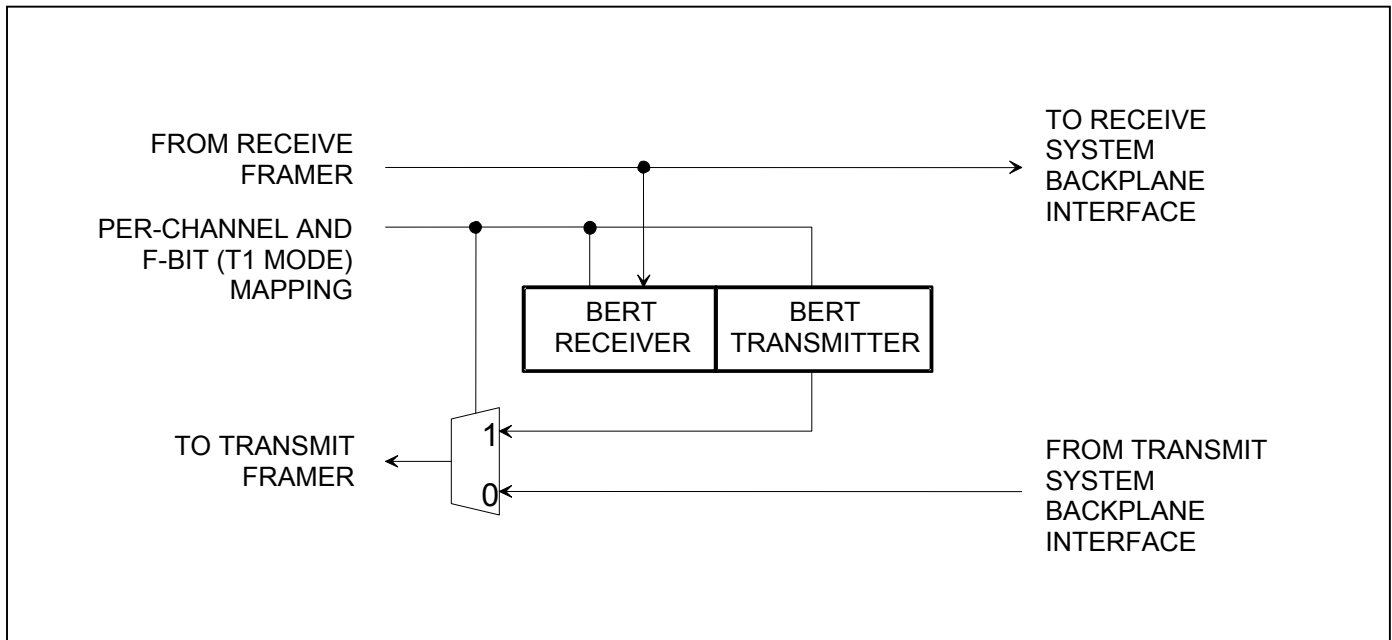 FROM RECEIVE
FRAMER
TO RECEIVE
SYSTEM
BACKPLANE
INTERFACE
PER-CHANNEL AND
F-BIT (T1 MODE)
MAPPING
BERT
RECEIVER
BERT
TRANSMITTER
1
0
TO TRANSMIT
FRAMER
FROM TRANSMIT
SYSTEM
BACKPLANE
INTERFACE